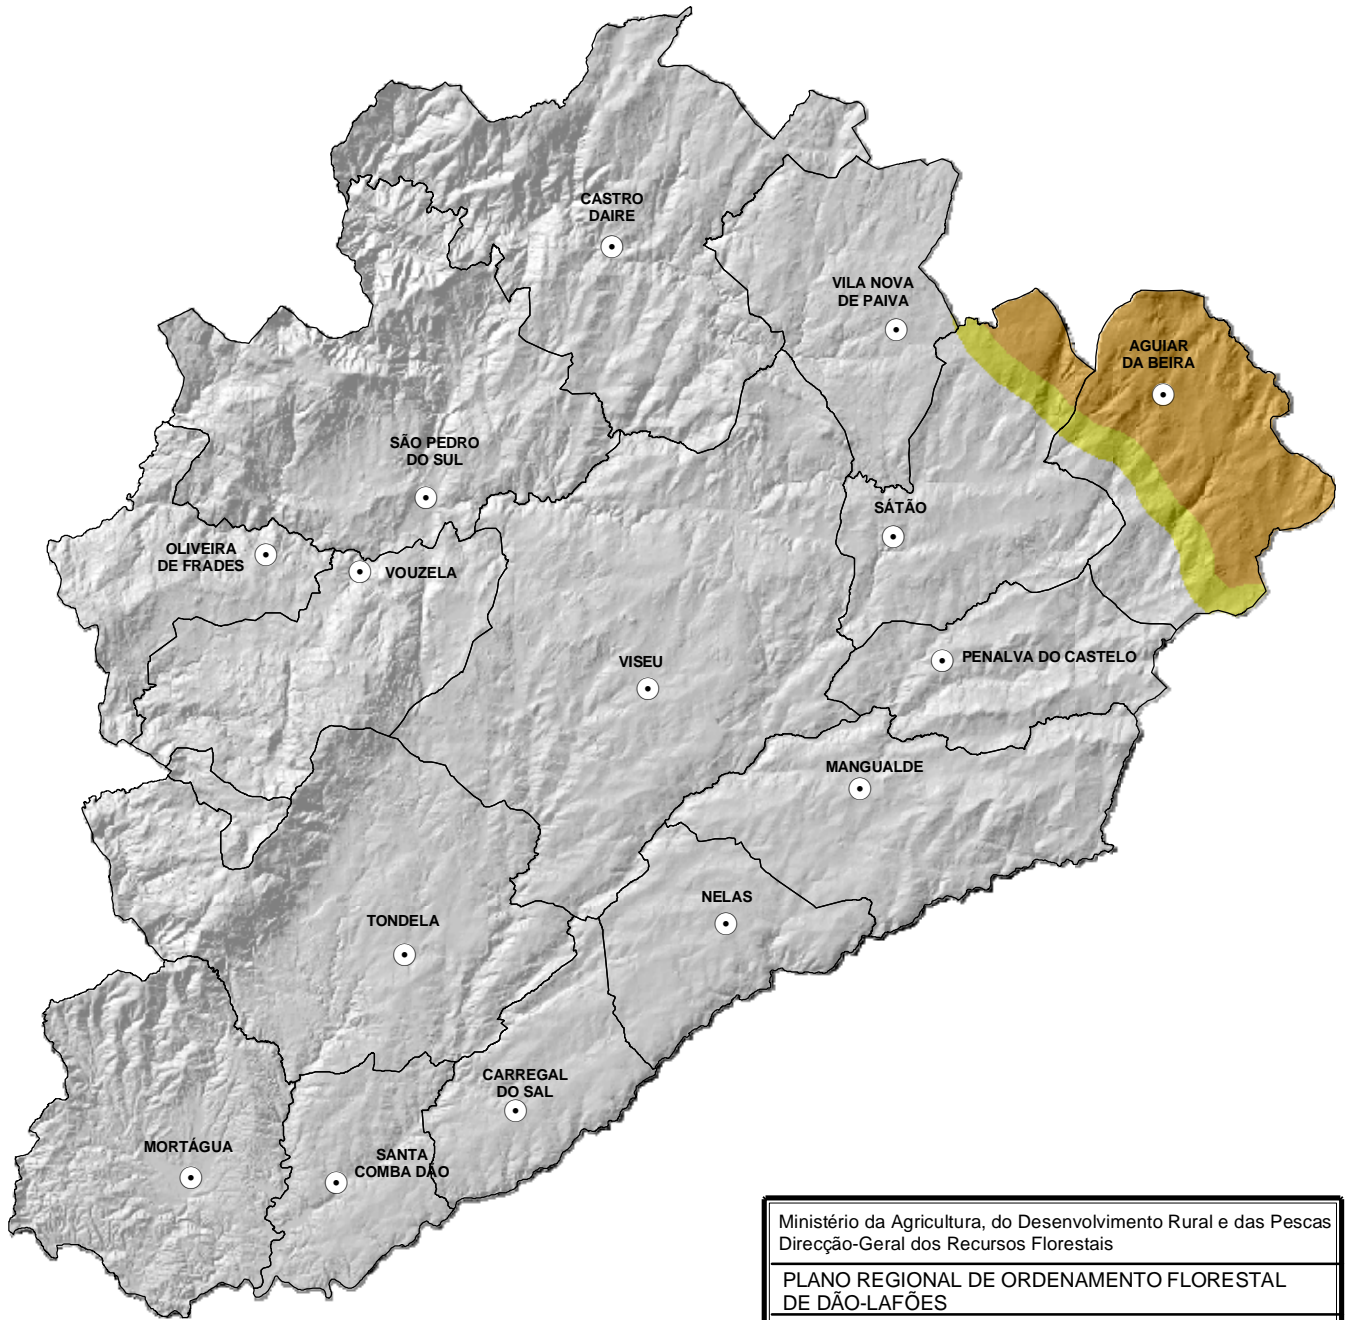 CASTRO
DAIRE
VILA NOVA
DE PAIVA
AGUIAR
DA BEIRA
SÃO PEDRO
DO SUL
SÁTÃO
OLIVEIRA
DE FRADES
VOUZELA
VISEU
PENALVA DO CASTELO
MANGUALDE
NELAS
TONDELA
CARREGAL
DO SAL
MORTÁGUA
SANTA
COMBA DÃO
Ministério da Agricultura, do Desenvolvimento Rural e das Pescas
Direcção-Geral dos Recursos Florestais
PLANO REGIONAL DE ORDENAMENTO FLORESTAL
DE DÃO-LAFÕES